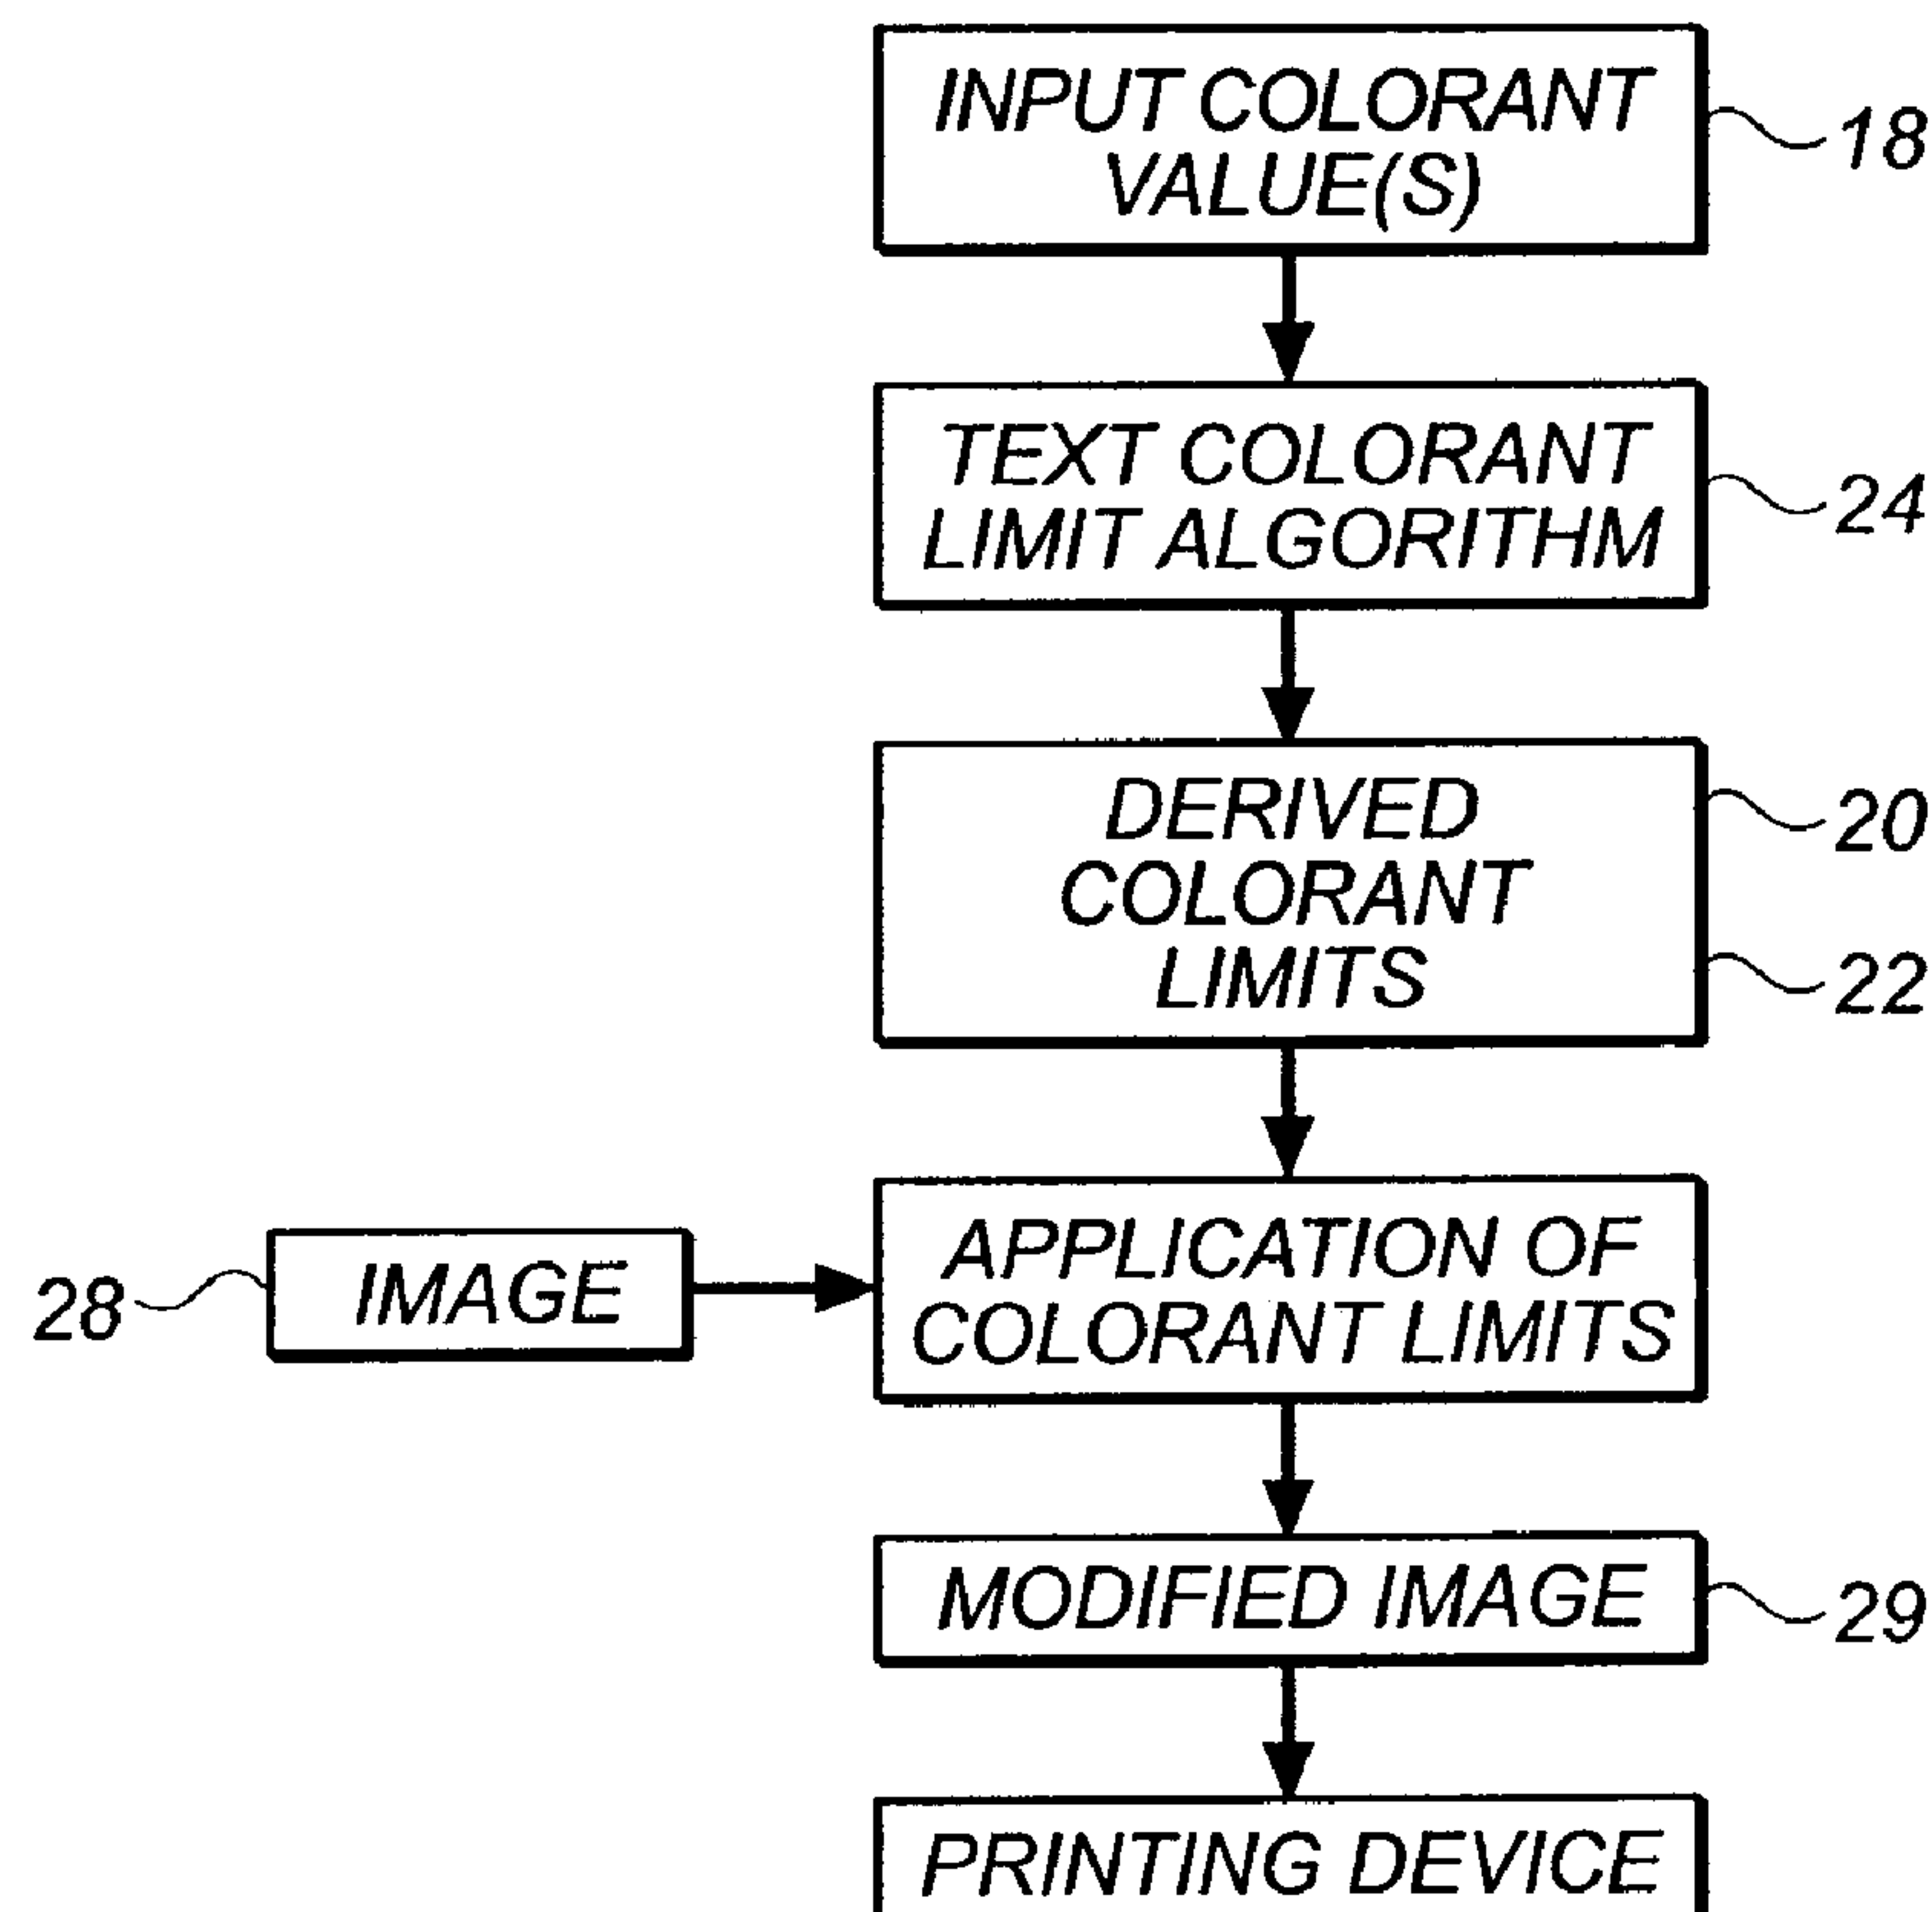 INPUT COLORANT
VALUE(S)
18
TEXT COLORANT
LIMIT ALGORITHM
24
DERIVED
COLORANT
LIMITS
20
22
28
IMAGE
APPLICATION OF
COLORANT LIMITS
MODIFIED IMAGE
29
PRINTING DEVICE